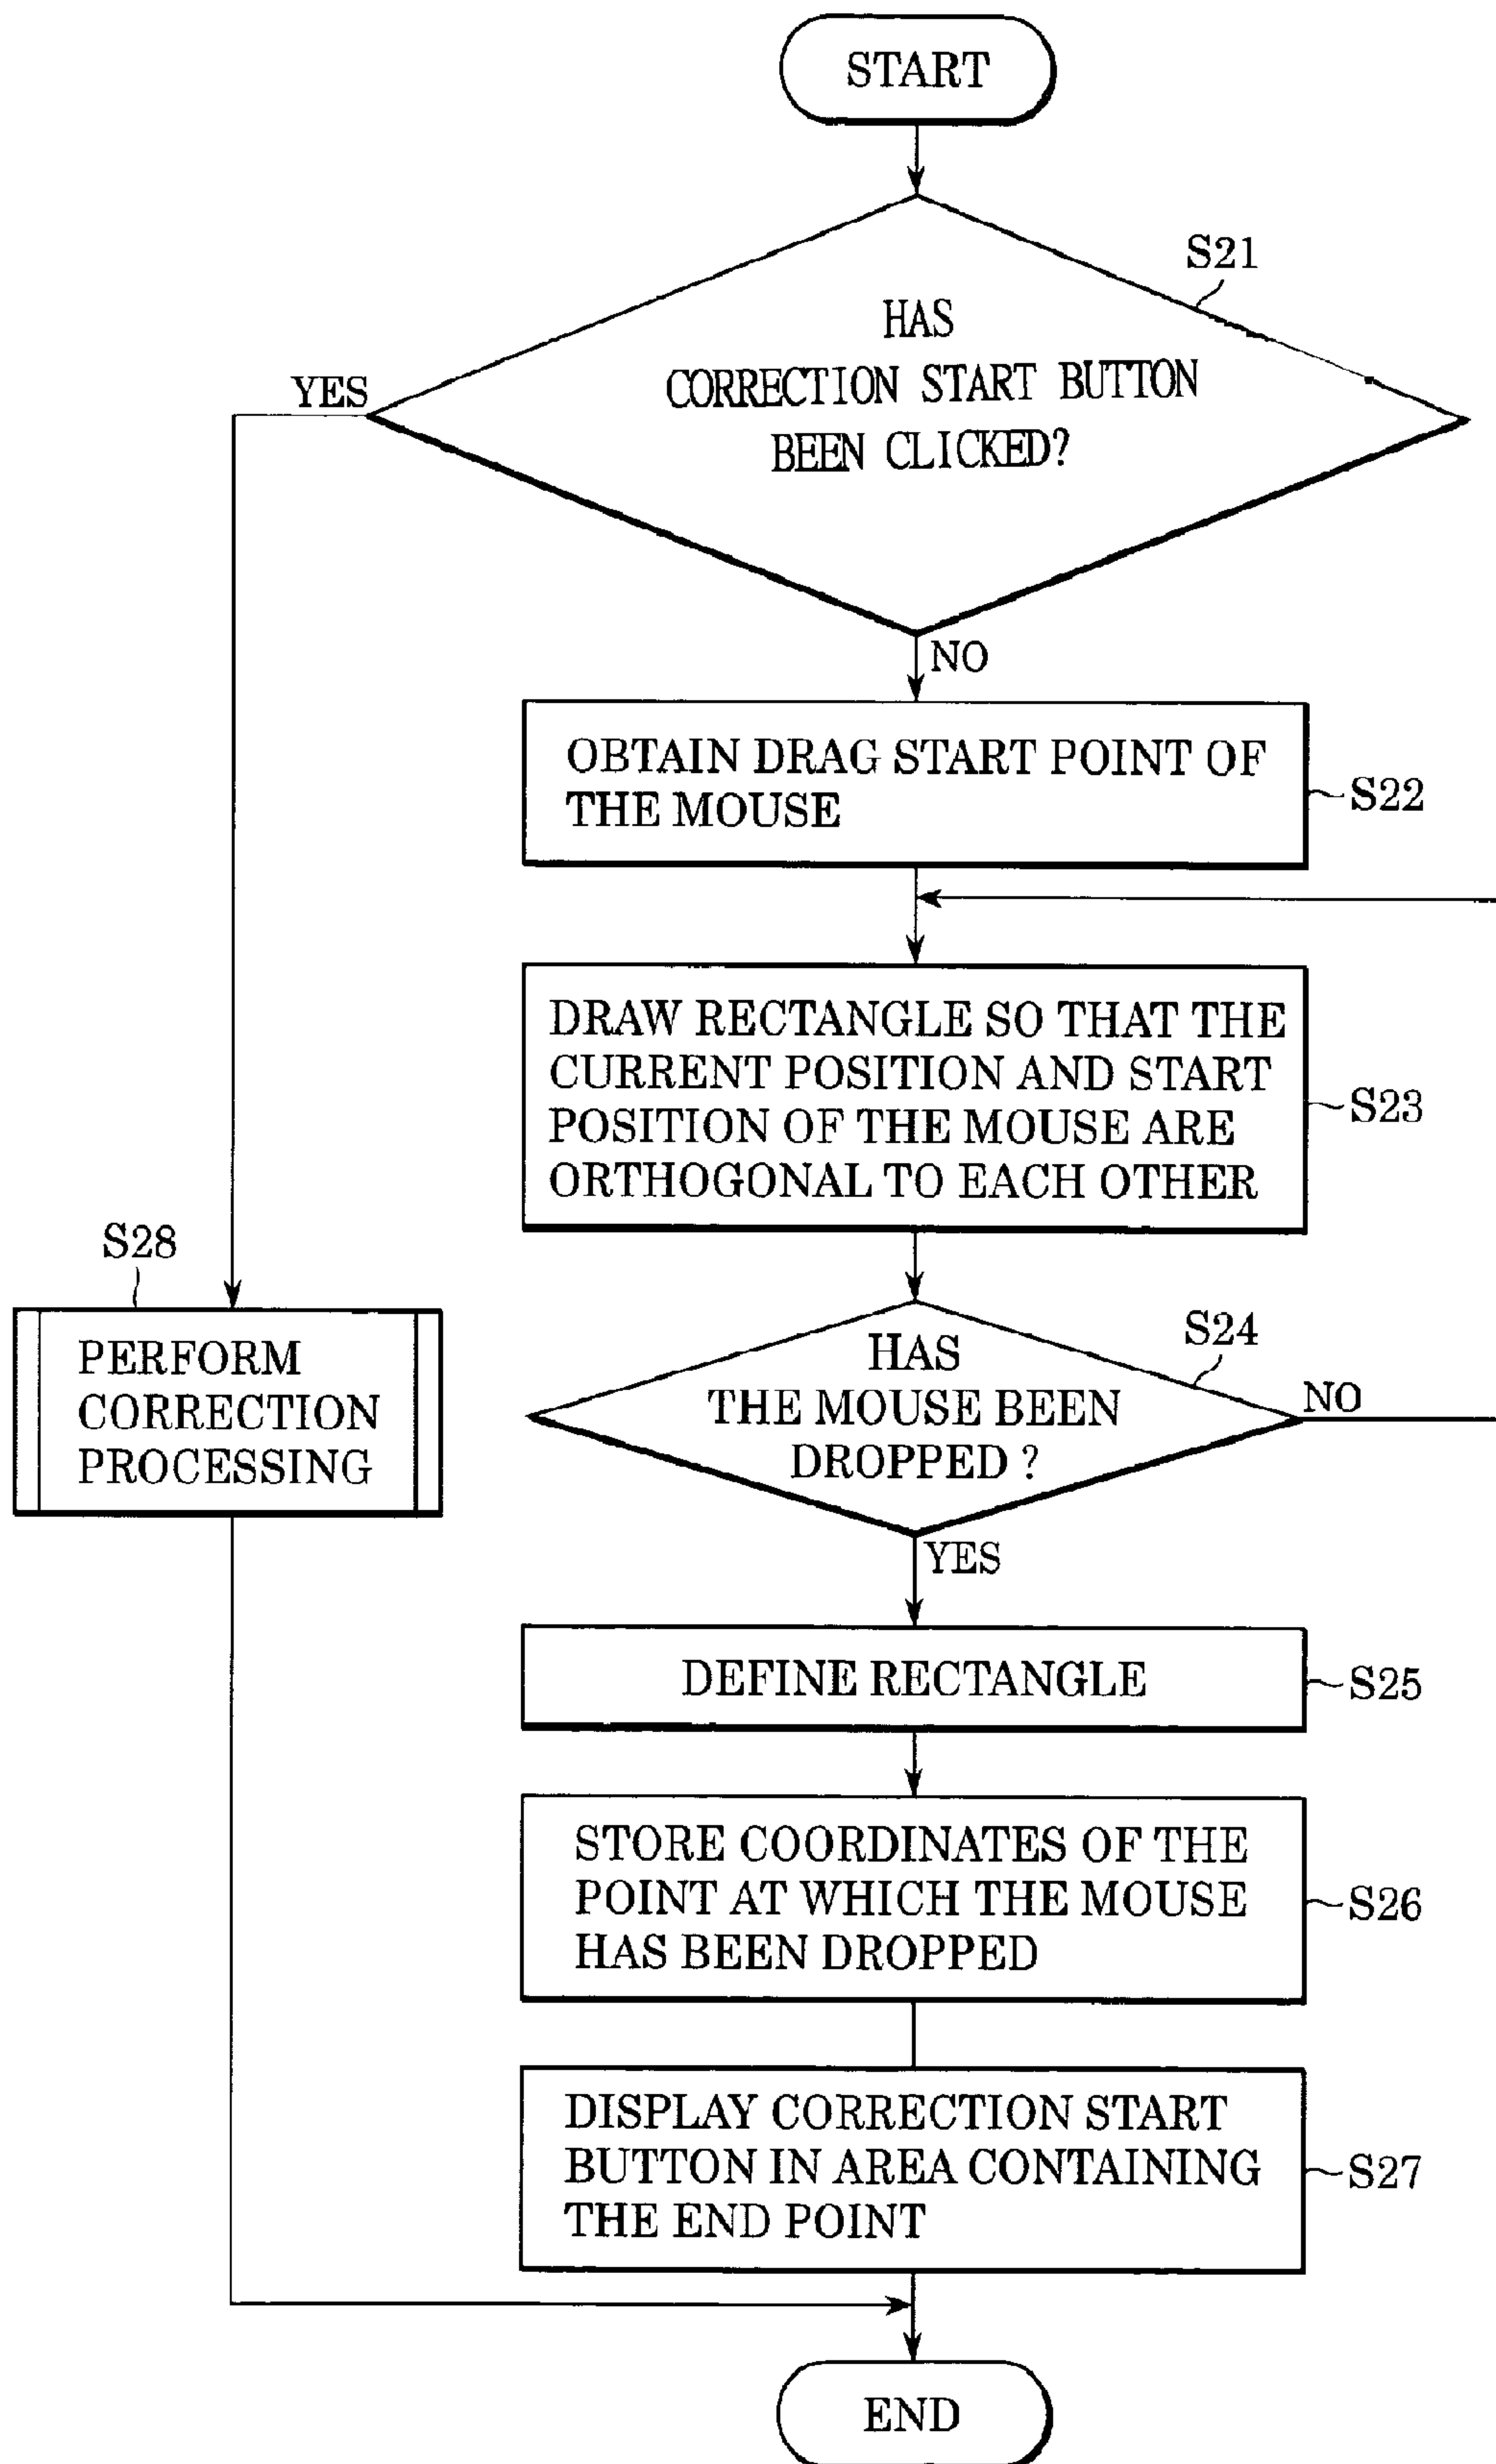 START
S21
HAS
CORRECTION START BUTTON
BEEN CLICKED?
YES
NO
OBTAIN DRAG START POINT OF
THE MOUSE
S22
DRAW RECTANGLE SO THAT THE
CURRENT POSITION AND START
POSITION OF THE MOUSE ARE
ORTHOGONAL TO EACH OTHER
S23
S28
PERFORM
CORRECTION
PROCESSING
S24
HAS
THE MOUSE BEEN
DROPPED ?
NO
YES
DEFINE RECTANGLE
S25
STORE COORDINATES OF THE
POINT AT WHICH THE MOUSE
HAS BEEN DROPPED
S26
DISPLAY CORRECTION START
BUTTON IN AREA CONTAINING
THE END POINT
S27
END